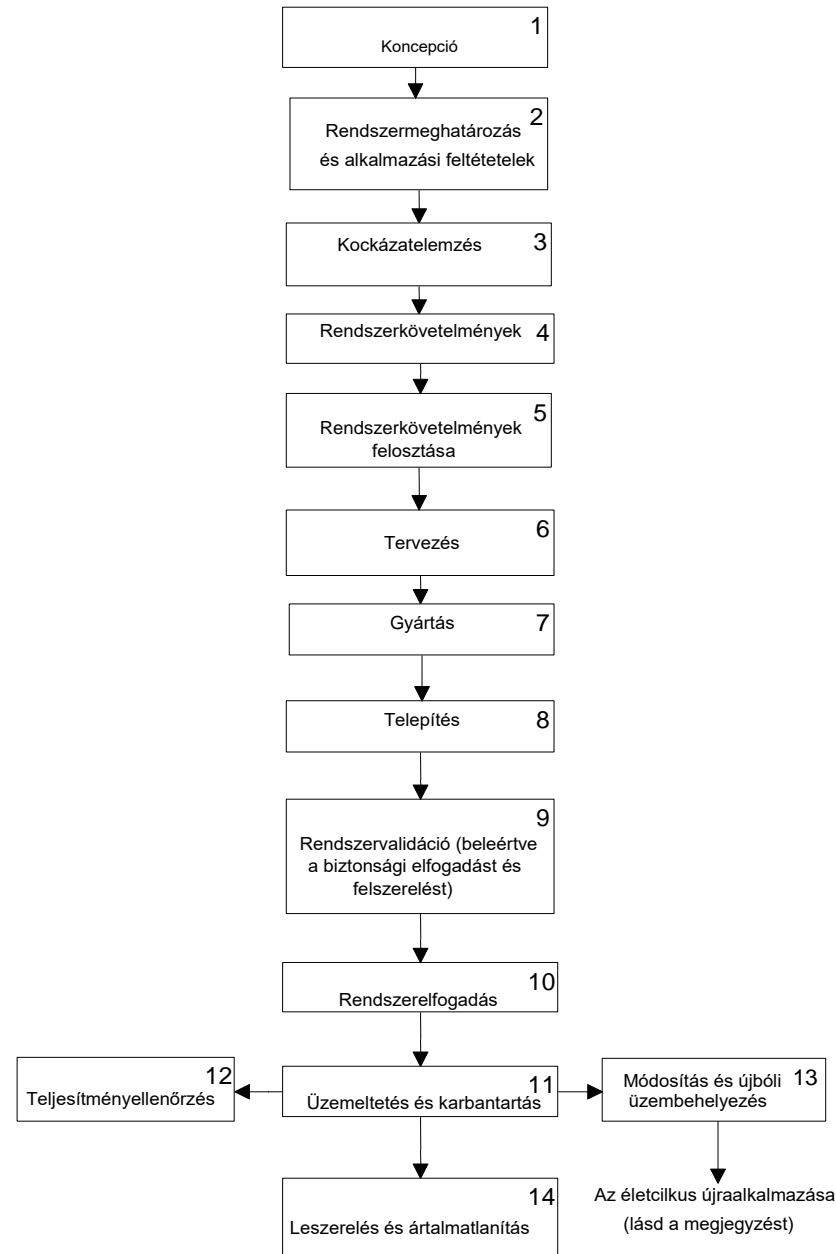 1
Koncepció
2
Rendszermeghatározás
és alkalmazási feltételek
3
Kockázatelemzés
Rendszerkövetelmények 4
5
Rendszerkövetelmények
felosztása
6
Tervezés
Gyártás 7
Telepítés 8
9
Rendszervalidáció (beleértve
a biztonsági elfogadást és
felszerelést)
10
Rendszerelfogadás
12
Teljesítményellenőrzés
11
Üzemeltetés és karbantartás
Módosítás és újbóli 13
üzembehelyezés
14
Leszerelés és ártalmatlanítás
Az életcilkus újraalkalmazása
(lásd a megjegyzést)